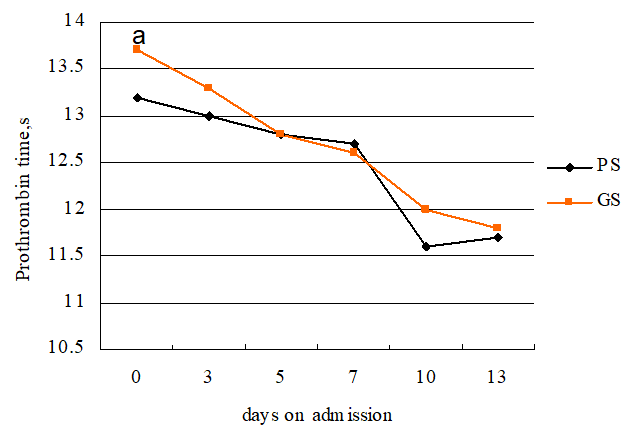 14
a
13.5
13
12.5
12
11.5
11
10.5
Prothrombin time,s
0 3 5 7 10 13
days on admission
PS
GS